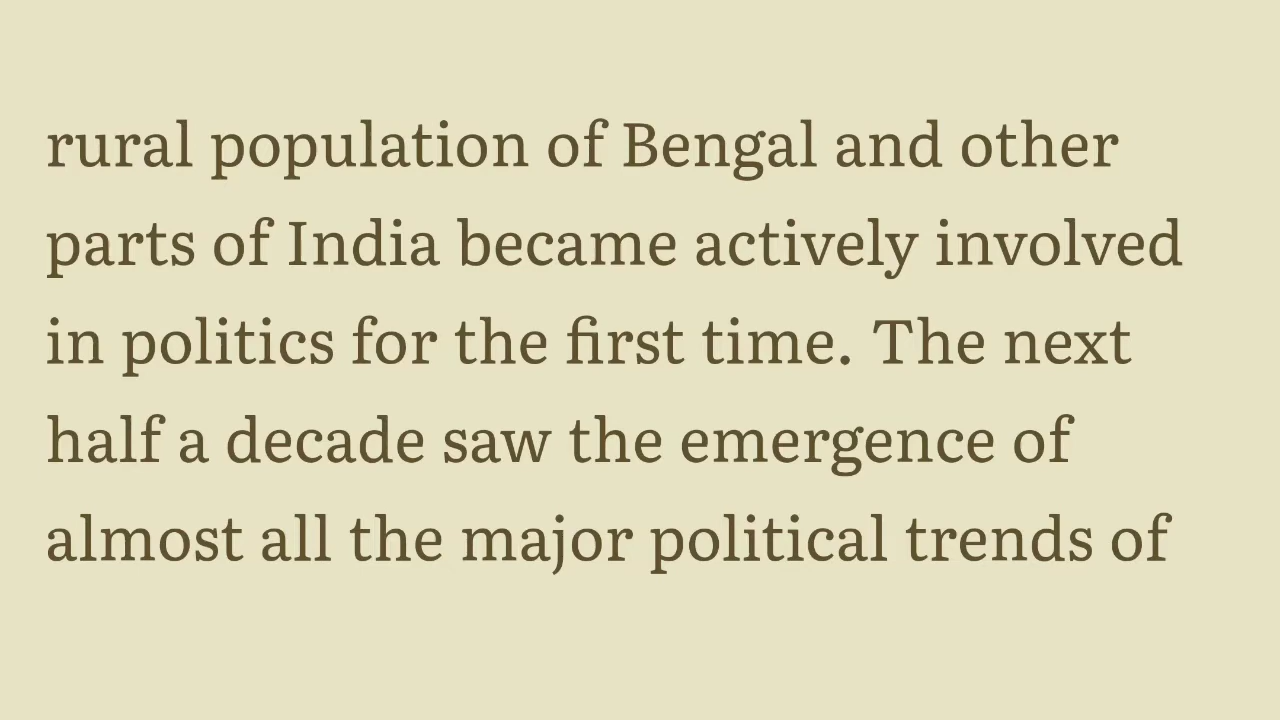 rural population of Bengal and other
parts of India became actively involved
in politics for the first time. The next
half a decade saw the emergence of
almost all the major political trends of